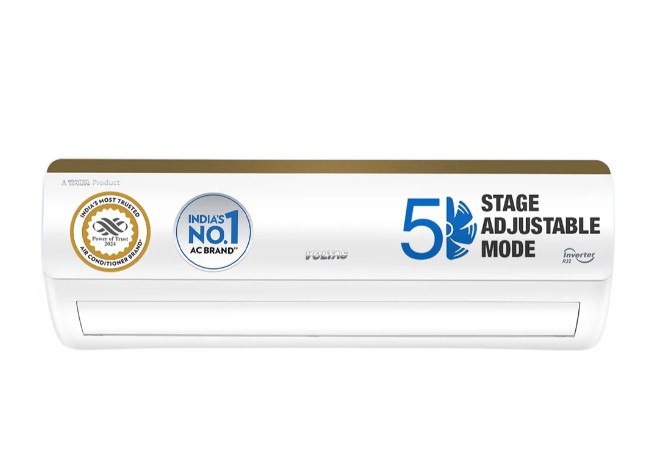 A TATA Product
INDIA'S MOST TRUSTED
Power of Trust
2024
AIR CONDITIONER BRAND*
INDIA'S
NO.1
AC BRAND**
VOLTAS
5
STAGE
ADJUSTABLE
MODE
inverter
R32